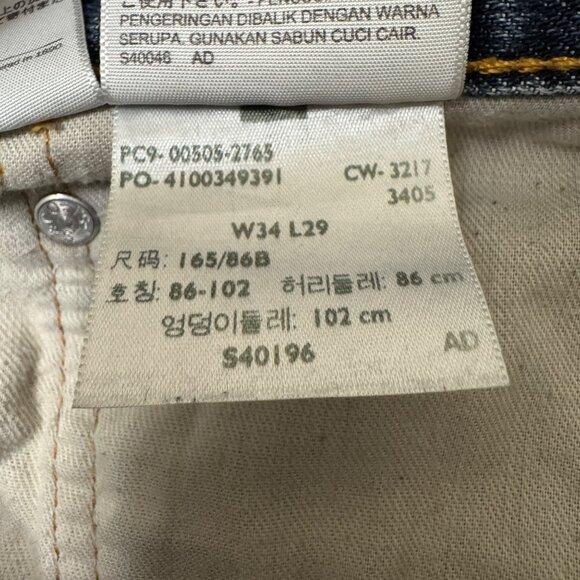 PENGERINGAN DIBALIK DENGAN WARNA
SERUPA. GUNAKAN SABUN CUCI CAIR.
S40046 AD
PC9- 00505-2765
PO- 4100349391 CW- 3217
3405
W34 L29
尺码: 165/86B
호칭: 86-102 허리둘레: 86 cm
엉덩이둘레: 102 cm
S40196 AD